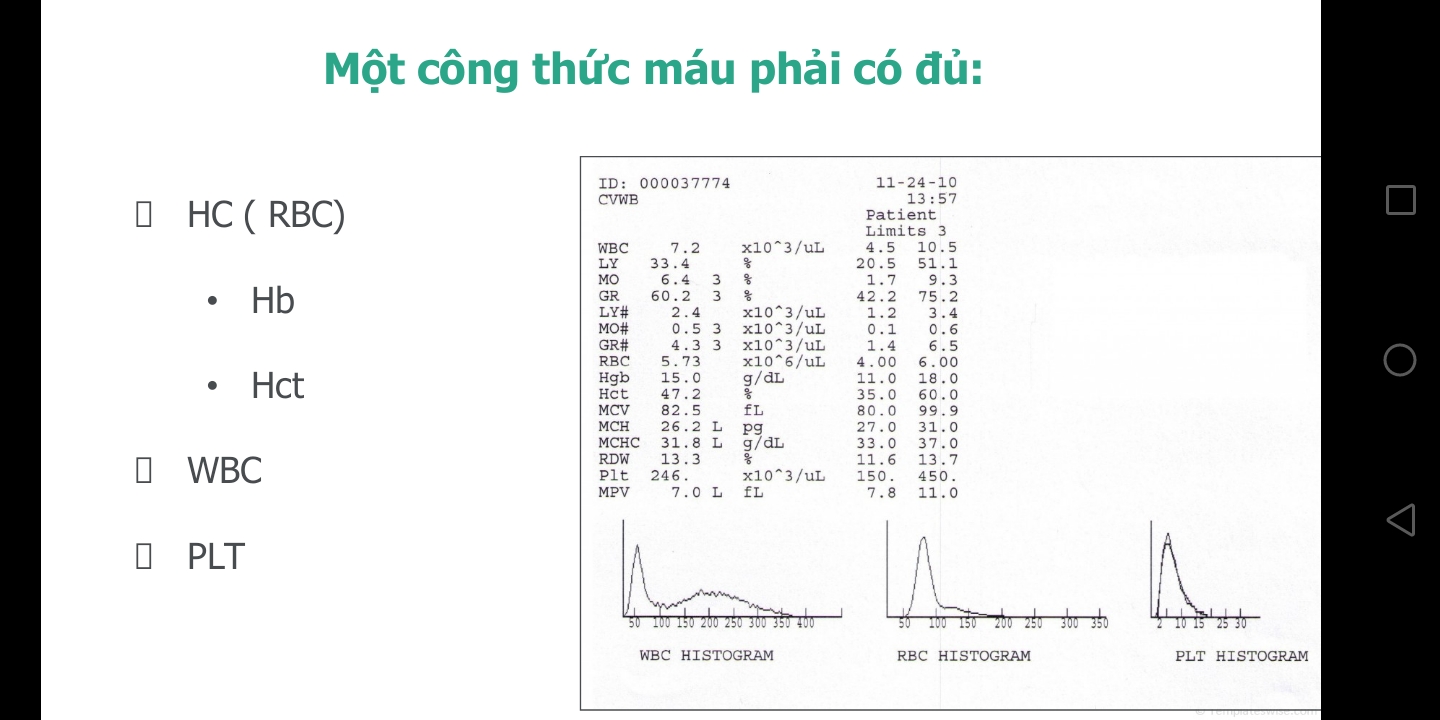 Một công thức máu phải có đủ:
HC ( RBC)
• Hb
• Hct
WBC
PLT
ID: 000037774 11-24-10
CVWB 13:57
Patient
Limits 3
WBC 7.2 x10^3/uL 4.5 10.5
LY 33.4 % 20.5 51.1
MO 6.4 3 % 1.7 9.3
GR 60.2 3 % 42.2 75.2
LY# 2.4 x10^3/uL 1.2 3.4
MO# 0.5 3 x10^3/uL 0.1 0.6
GR# 4.3 3 x10^3/uL 1.4 6.5
RBC 5.73 x10^6/uL 4.00 6.00
Hgb 15.0 g/dL 11.0 18.0
Hct 47.2 % 35.0 60.0
MCV 82.5 fL 80.0 99.9
MCH 26.2 L pg 27.0 31.0
MCHC 31.8 L g/dL 33.0 37.0
RDW 13.3 % 11.6 13.7
Plt 246. x10^3/uL 150. 450.
MPV 7.0 L fL 7.8 11.0
50 100 150 200 250 300 350 400
WBC HISTOGRAM
50 100 150 200 250 300 350
RBC HISTOGRAM
2 10 15 25 30
PLT HISTOGRAM
© Templateswise.com